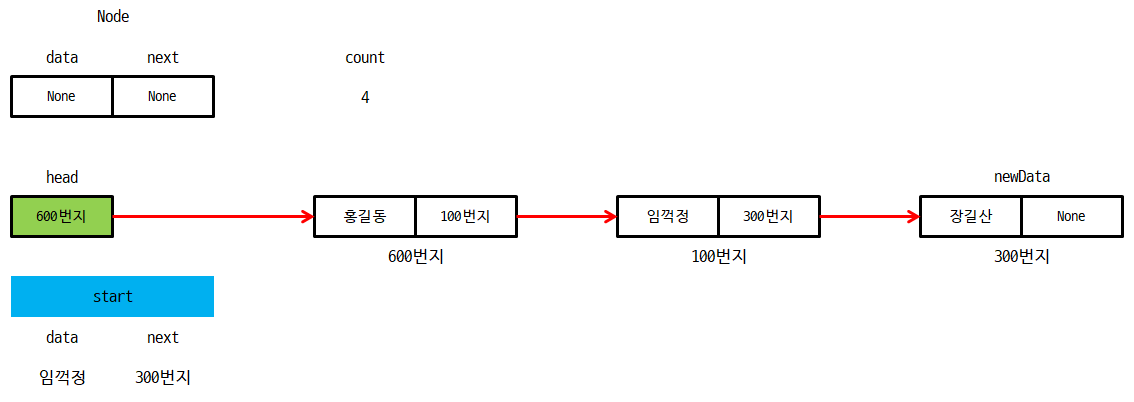 Node
data next count
None None 4
head newData
600번지 홍길동 100번지 임꺽정 300번지 장길산 None
600번지 100번지 300번지
start
data next
임꺽정 300번지